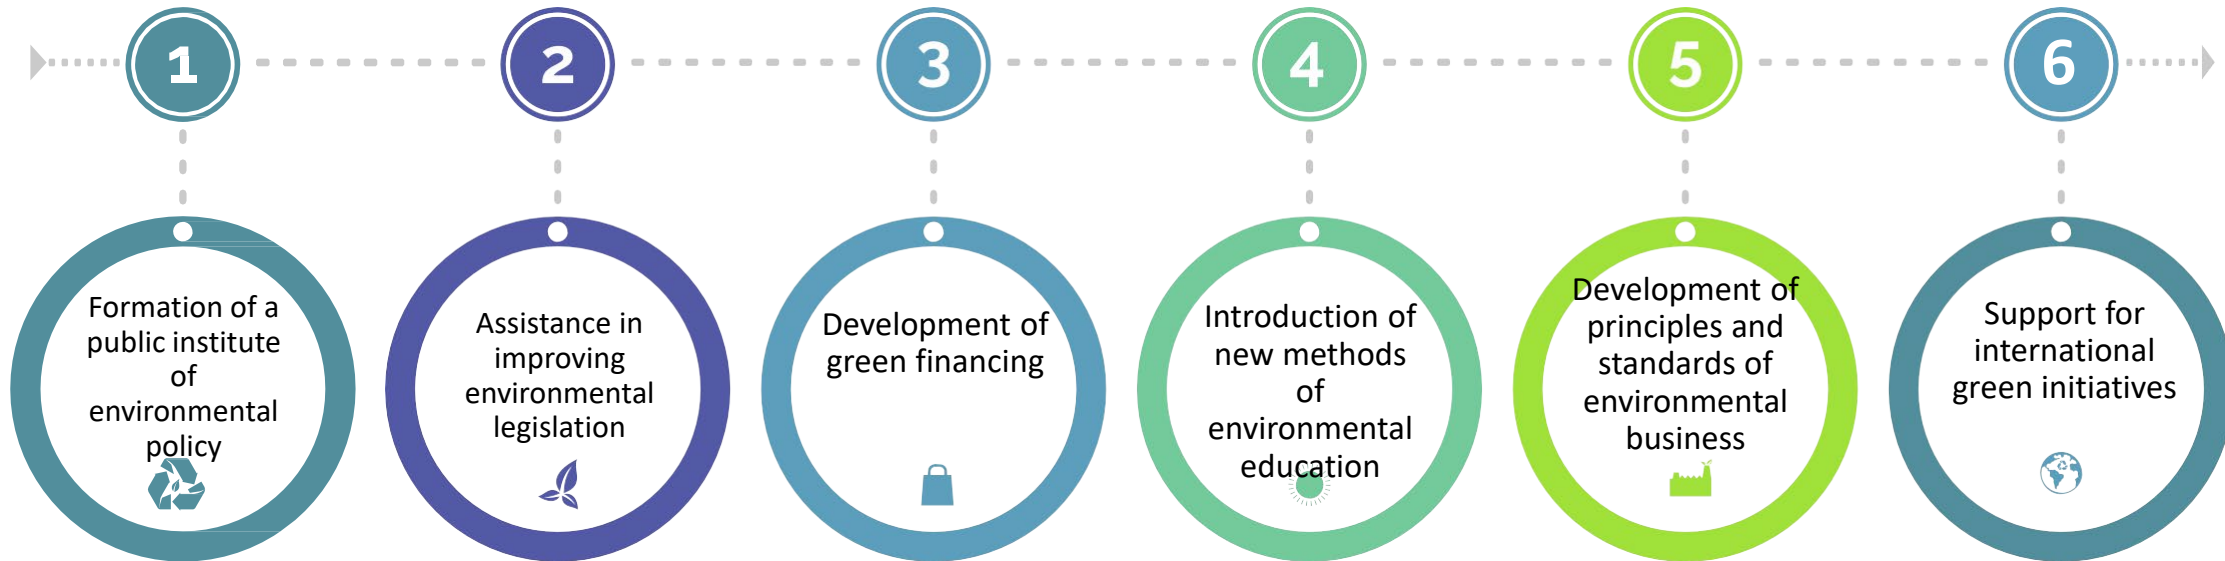 1
2
3
4
5
6
Formation of a
public institute
of
environmental
policy
Assistance in
improving
environmental
legislation
Development of
green financing
Introduction of
new methods
of
environmental
education
Development of
principles and
standards of
environmental
business
Support for
international
green initiatives